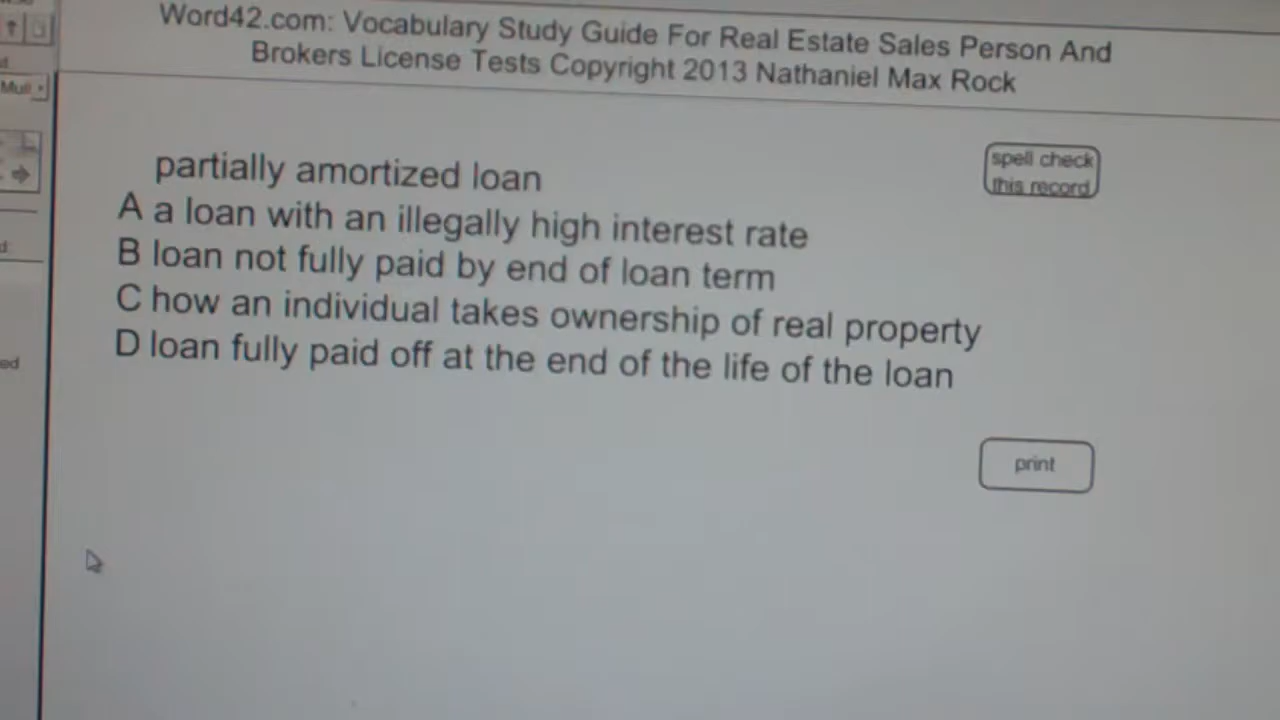 Word42.com: Vocabulary Study Guide For Real Estate Sales Person And
Brokers License Tests Copyright 2013 Nathaniel Max Rock
Mull
partially amortized loan
spell check
this record
A a loan with an illegally high interest rate
B loan not fully paid by end of loan term
C how an individual takes ownership of real property
D loan fully paid off at the end of the life of the loan
ed
print